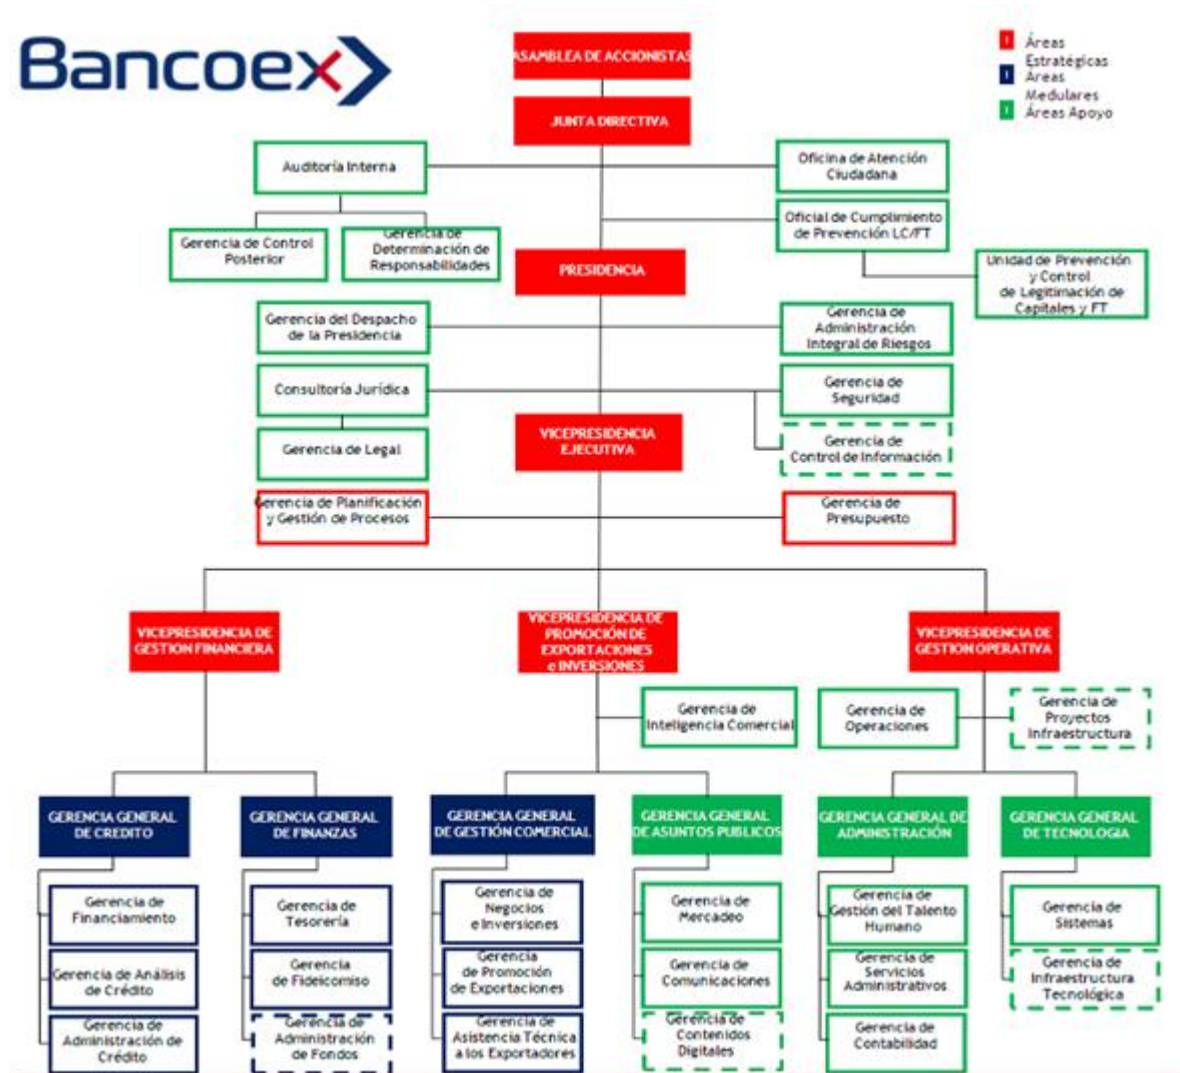 Bancoex
ASAMBLEA DE ACCIONISTAS
Áreas
Estratégicas
Áreas
Medulares
Áreas Apoyo
JUNTA DIRECTIVA
Auditoría Interna
Oficina de Atención
Ciudadana
Gerencia de Control
Posterior
Gerencia de
Determinación de
Responsabilidades
Oficial de Cumplimiento
de Prevención LC/FT
Unidad de Prevención
y Control
de Legitimación de
Capitales y FT
PRESIDENCIA
Gerencia del Despacho
de la Presidencia
Gerencia de
Administración
Integral de Riesgos
Consultoría Jurídica
Gerencia de
Seguridad
Gerencia de Legal
VICEPRESIDENCIA
EJECUTIVA
Gerencia de
Control de Información
Gerencia de Planificación
y Gestión de Procesos
Gerencia de
Presupuesto
VICEPRESIDENCIA DE
GESTION FINANCIERA
VICEPRESIDENCIA DE
PROMOCIÓN DE
EXPORTACIONES
e INVERSIONES
VICEPRESIDENCIA DE
GESTION OPERATIVA
Gerencia de
Inteligencia Comercial
Gerencia de
Operaciones
Gerencia de
Proyectos
Infraestructura
GERENCIA GENERAL
DE CREDITO
GERENCIA GENERAL
DE FINANZAS
GERENCIA GENERAL
DE GESTIÓN COMERCIAL
GERENCIA GENERAL
DE ASUNTOS PUBLICOS
GERENCIA GENERAL DE
ADMINISTRACIÓN
GERENCIA GENERAL
DE TECNOLOGIA
Gerencia de
Financiamiento
Gerencia de
Tesorería
Gerencia de
Negocios
e Inversiones
Gerencia de
Mercadeo
Gerencia de
Gestión del Talento
Humano
Gerencia de
Sistemas
Gerencia de Análisis
de Crédito
Gerencia
de Fideicomiso
Gerencia
de Promoción
de Exportaciones
Gerencia de
Comunicaciones
Gerencia de
Servicios
Administrativos
Gerencia de
Infraestructura
Tecnológica
Gerencia de
Administración de
Crédito
Gerencia de
Administración
de Fondos
Gerencia de
Asistencia Técnica
a los Exportadores
Gerencia de
Contenidos
Digitales
Gerencia de
Contabilidad